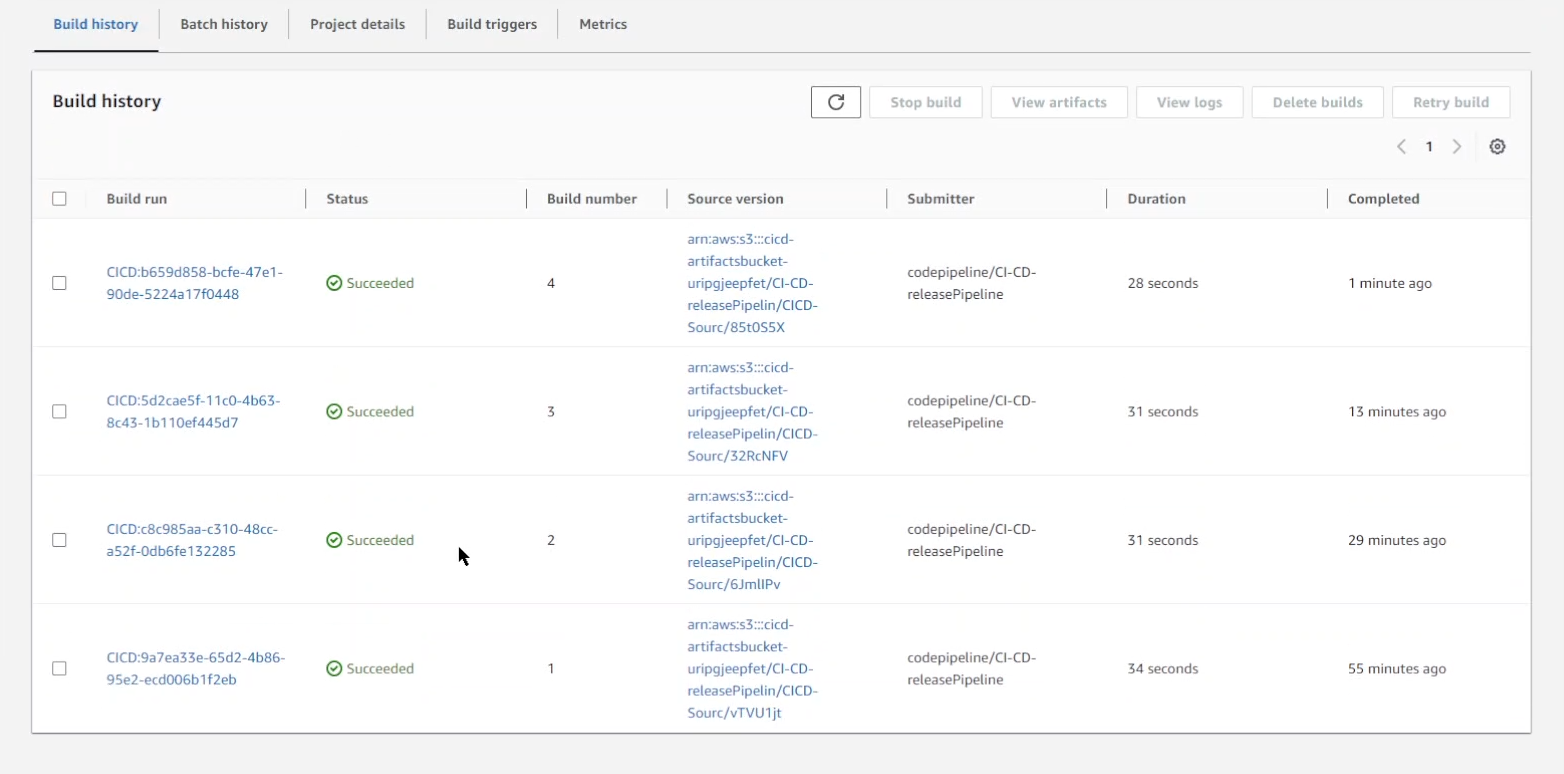 Build history
Batch history
Project details
Build triggers
Metrics
Build history
Stop build
View artifacts
View logs
Delete builds
Retry build
1
Build run
Status
Build number
Source version
Submitter
Duration
Completed
CICD:b659d858-bcfe-47e1-
90de-5224a17f0448
Succeeded
4
arn:aws:s3:::cicd-
artifactsbucket-
uripgjeepfet/CI-CD-
releasePipelin/CICD-
Sourc/85t0S5X
codepipeline/CI-CD-
releasePipeline
28 seconds
1 minute ago
CICD:5d2cae5f-11c0-4b63-
8c43-1b110ef445d7
Succeeded
3
arn:aws:s3:::cicd-
artifactsbucket-
uripgjeepfet/CI-CD-
releasePipelin/CICD-
Sourc/32RcNFV
codepipeline/CI-CD-
releasePipeline
31 seconds
13 minutes ago
CICD:c8c985aa-c310-48cc-
a52f-0db6fe132285
Succeeded
2
arn:aws:s3:::cicd-
artifactsbucket-
uripgjeepfet/CI-CD-
releasePipelin/CICD-
Sourc/6JmlIPv
codepipeline/CI-CD-
releasePipeline
31 seconds
29 minutes ago
CICD:9a7ea33e-65d2-4b86-
95e2-ecd006b1f2eb
Succeeded
1
arn:aws:s3:::cicd-
artifactsbucket-
uripgjeepfet/CI-CD-
releasePipelin/CICD-
Sourc/vTVU1jt
codepipeline/CI-CD-
releasePipeline
34 seconds
55 minutes ago